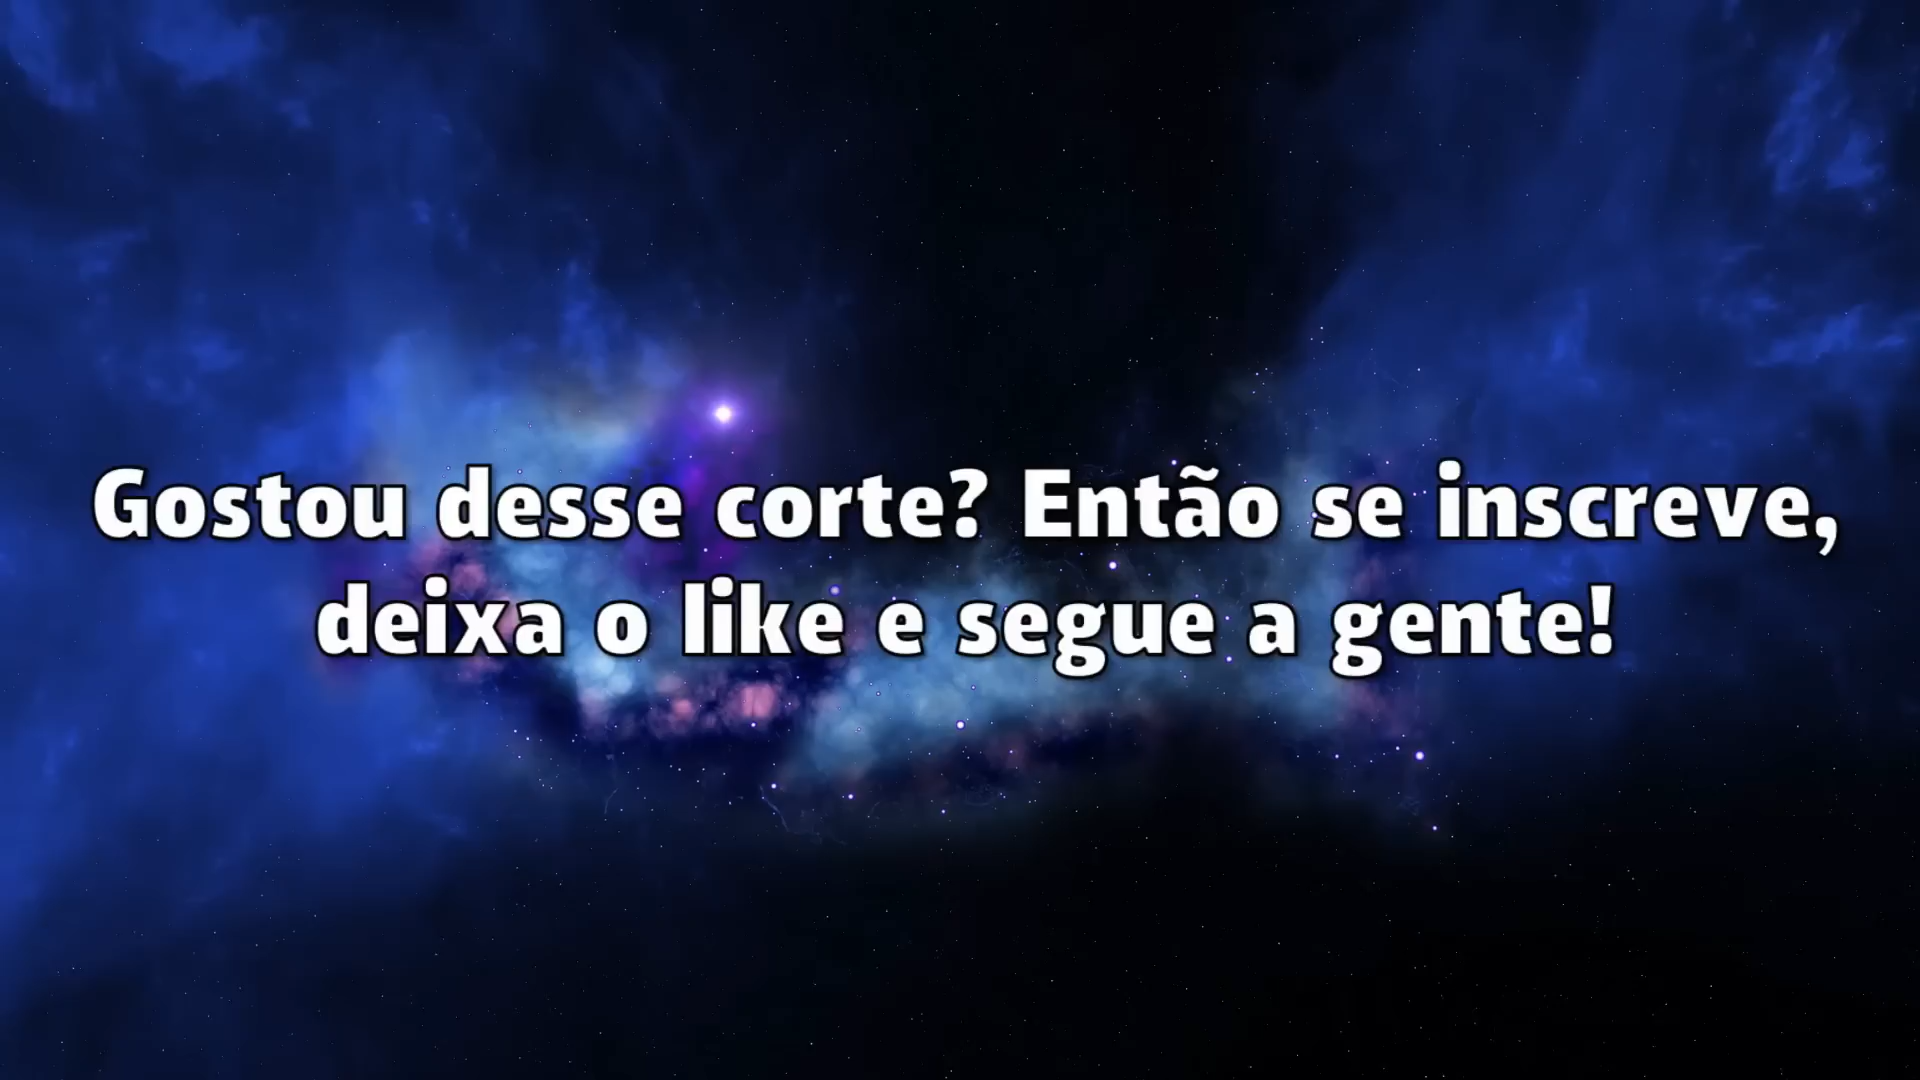 Gostou desse corte? Então se inscreve,
deixa o like e segue a gente!